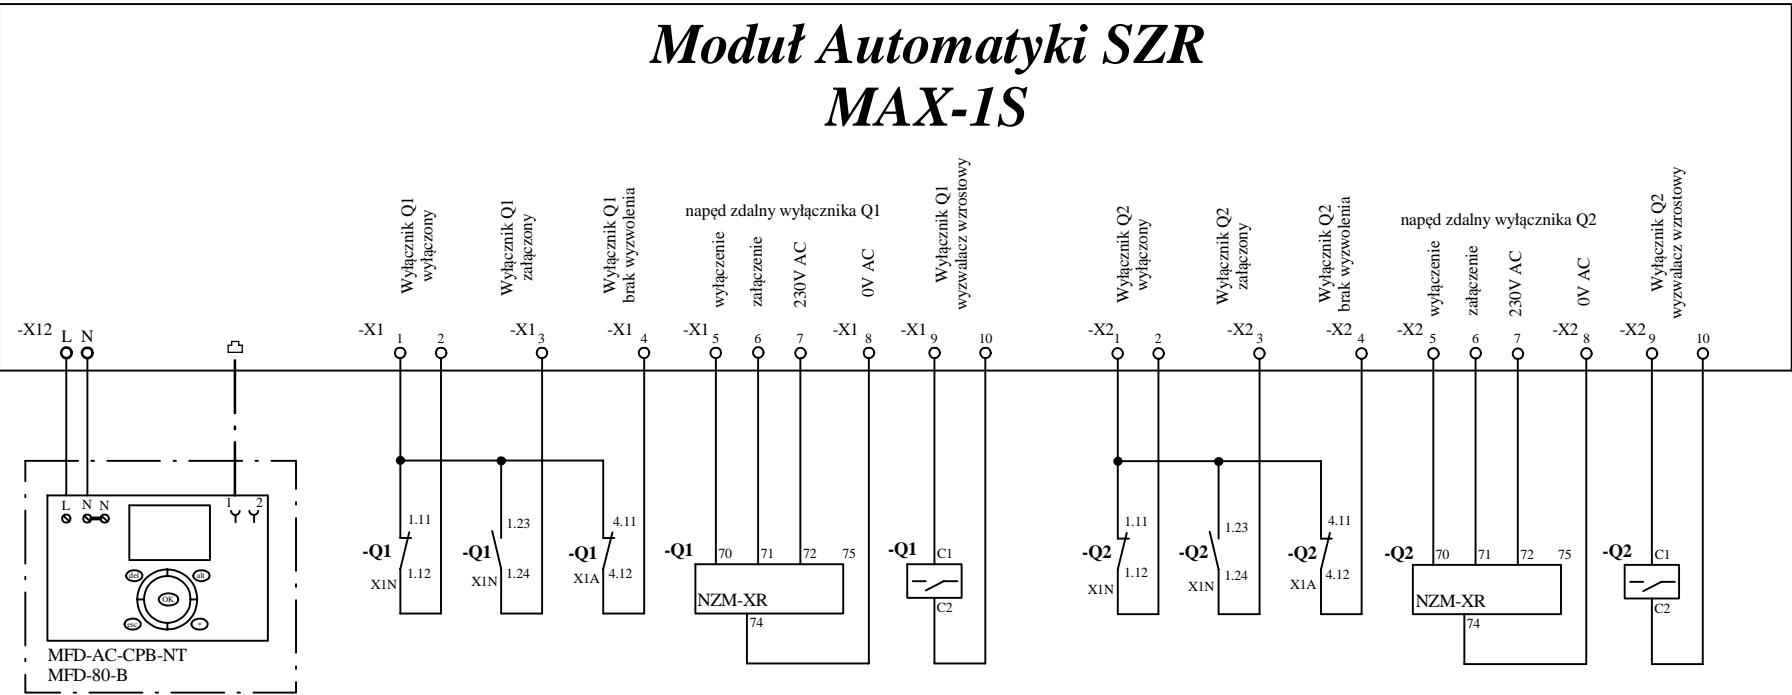 Moduł Automatyki SZR
MAX-1S
Wyłącznik Q1
wyłączony
Wyłącznik Q1
załączony
Wyłącznik Q1
brak wyzwolenia
napęd zdalny wyłącznika Q1
wyłączenie
załączenie
230V AC
0V AC
Wyłącznik Q1
wyzwalacz wzrostowy
Wyłącznik Q2
wyłączony
Wyłącznik Q2
załączony
Wyłącznik Q2
brak wyzwolenia
napęd zdalny wyłącznika Q2
wyłączenie
załączenie
230V AC
0V AC
Wyłącznik Q2
wyzwalacz wzrostowy
-X12 L N
-X1 1 2 -X1 3 4 -X1 5 6 7 -X1 8 -X1 9 10
-X2 1 2 -X2 3 -X2 4 -X2 5 6 7 -X2 8 -X2 9 10
L N N 1 2
del alt
OK
esc *
MFD-AC-CPB-NT
MFD-80-B
1.11
-Q1
1.12
X1N
1.23
-Q1
1.24
X1N
4.11
-Q1
4.12
X1A
-Q1 70 71 72 75
NZM-XR
74
-Q1 C1
C2
1.11
-Q2
1.12
X1N
1.23
-Q2
1.24
X1N
4.11
-Q2
4.12
X1A
-Q2 70 71 72 75
NZM-XR
74
-Q2 C1
C2